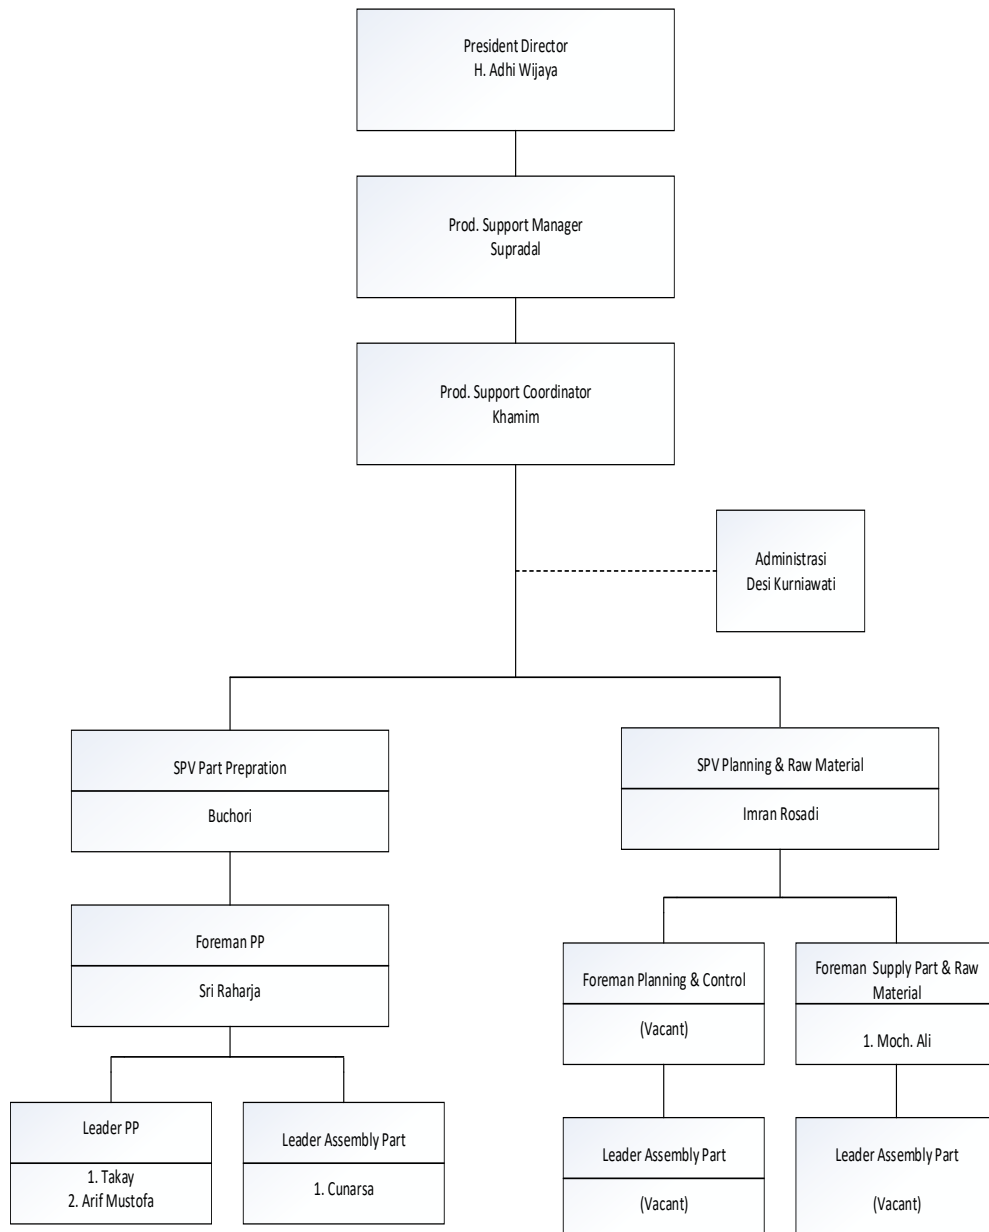 President Director
H. Adhi Wijaya
Prod. Support Manager
Supradal
Prod. Support Coordinator
Khamim
Administrasi
Desi Kurniawati
SPV Part Prepration
Buchori
SPV Planning & Raw Material
Imran Rosadi
Foreman PP
Sri Raharja
Foreman Planning & Control
(Vacant)
Foreman Supply Part & Raw
Material
1. Moch. Ali
Leader PP
1. Takay
2. Arif Mustofa
Leader Assembly Part
1. Cunarsa
Leader Assembly Part
(Vacant)
Leader Assembly Part
(Vacant)